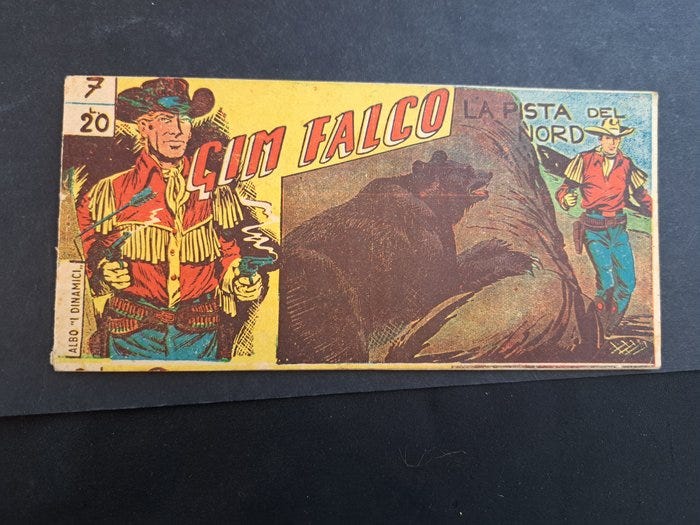 7
L.
20
GIM FALCO
LA PISTA DEL
NORD
ALBO "I DINAMICI"